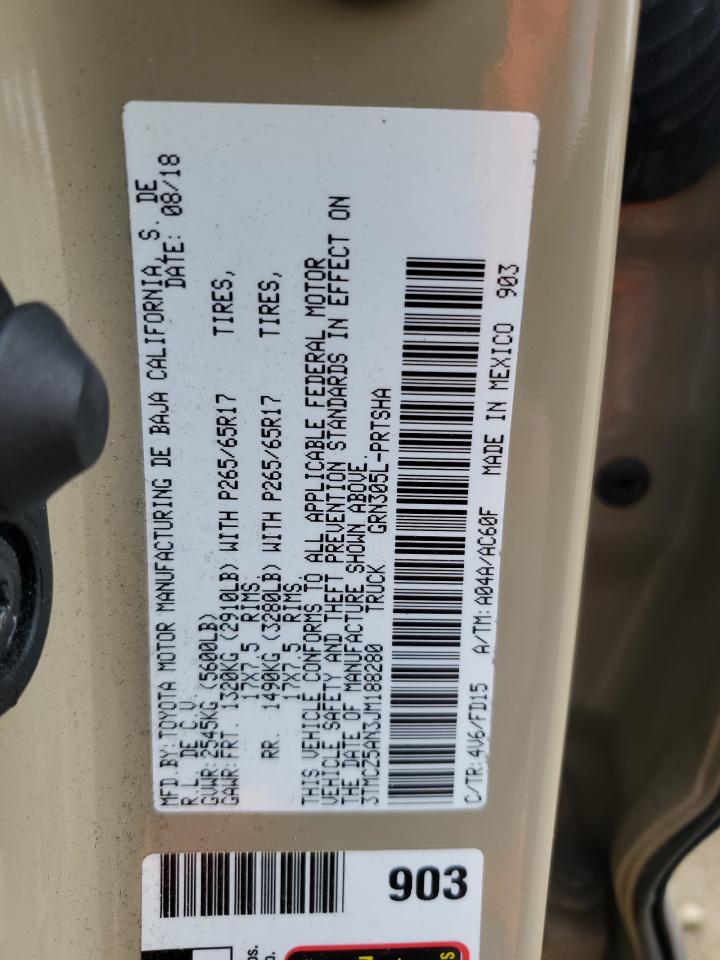 MFD.BY:TOYOTA MOTOR MANUFACTURING DE BAJA CALIFORNIA,S. DE
R.L. DE C.V. DATE: 08/18
GVWR:2545KG(5600LB)
GAWR:FRT. 1320KG (2910LB) WITH P265/65R17 TIRES,
17X7.5 RIMS.
RR. 1490KG (3280LB) WITH P265/65R17 TIRES,
17X7.5 RIMS.
THIS VEHICLE CONFORMS TO ALL APPLICABLE FEDERAL MOTOR
VEHICLE SAFETY AND THEFT PREVENTION STANDARDS IN EFFECT ON
THE DATE OF MANUFACTURE SHOWN ABOVE.
3TMCZ5AN3JM188280 TRUCK GRN305L-PRTSHA
C/TR:4V6/FD15 A/TM:A04A/AC60F MADE IN MEXICO 903
903